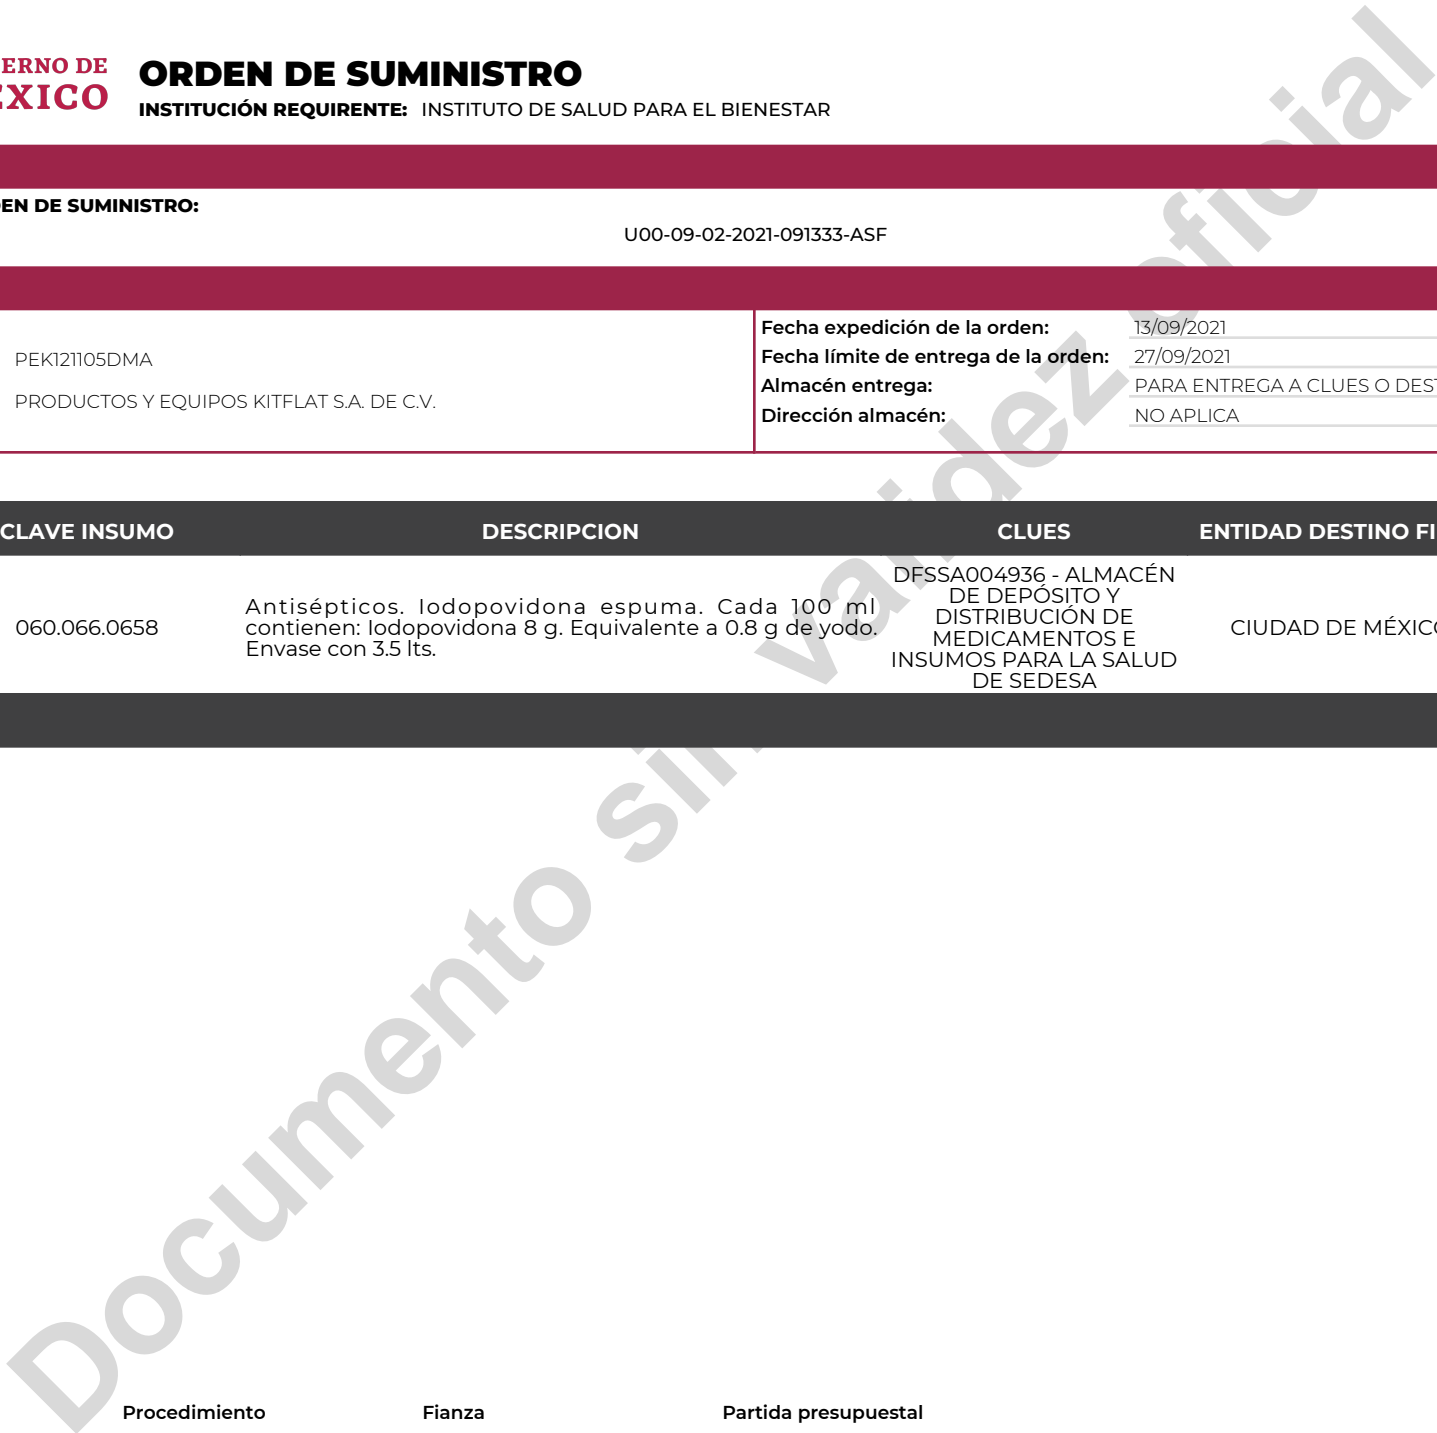 ERNO DE
ÉXICO
ORDEN DE SUMINISTRO
INSTITUCIÓN REQUIRENTE: INSTITUTO DE SALUD PARA EL BIENESTAR
EN DE SUMINISTRO:
U00-09-02-2021-091333-ASF
PEK121105DMA
PRODUCTOS Y EQUIPOS KITFLAT S.A. DE C.V.
Fecha expedición de la orden: 13/09/2021
Fecha límite de entrega de la orden: 27/09/2021
Almacén entrega: PARA ENTREGA A CLUES O DEST
Dirección almacén: NO APLICA
CLAVE INSUMO DESCRIPCION CLUES ENTIDAD DESTINO FI
060.066.0658
Antisépticos. Iodopovidona espuma. Cada 100 ml
contienen: Iodopovidona 8 g. Equivalente a 0.8 g de yodo.
Envase con 3.5 lts.
DFSSA004936 - ALMACÉN
DE DEPÓSITO Y
DISTRIBUCIÓN DE
MEDICAMENTOS E
INSUMOS PARA LA SALUD
DE SEDESA
CIUDAD DE MÉXICO
Documento sin validez oficial
Procedimiento Fianza Partida presupuestal